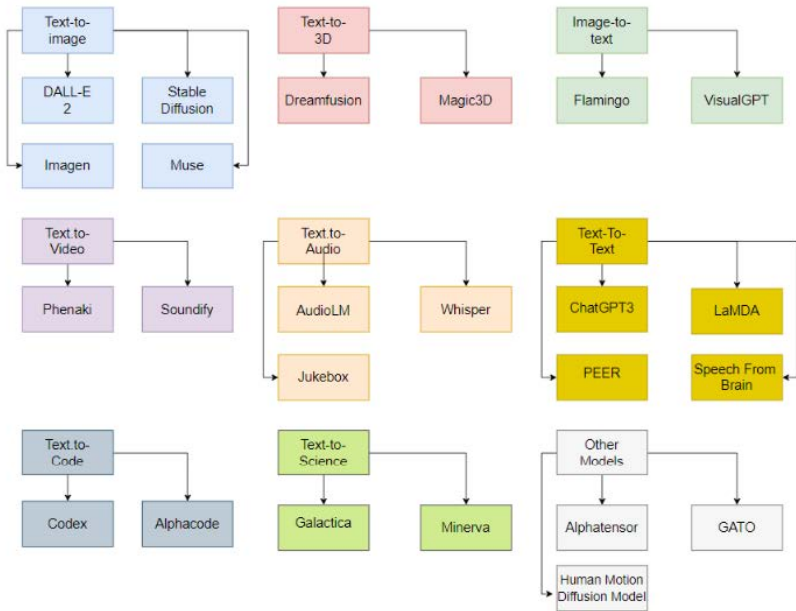 Text-to-
image
Text-to-
3D
Image-to-
text
DALL-E
2
Stable
Diffusion
Dreamfusion
Magic3D
Flamingo
VisualGPT
Imagen
Muse
Text.to-
Video
Text.to-
Audio
Text-To-
Text
Phenaki
Soundify
AudioLM
Whisper
ChatGPT3
LaMDA
Jukebox
PEER
Speech From
Brain
Text.to-
Code
Text-to-
Science
Other
Models
Codex
Alphacode
Galactica
Minerva
Alphatensor
GATO
Human Motion
Diffusion Model